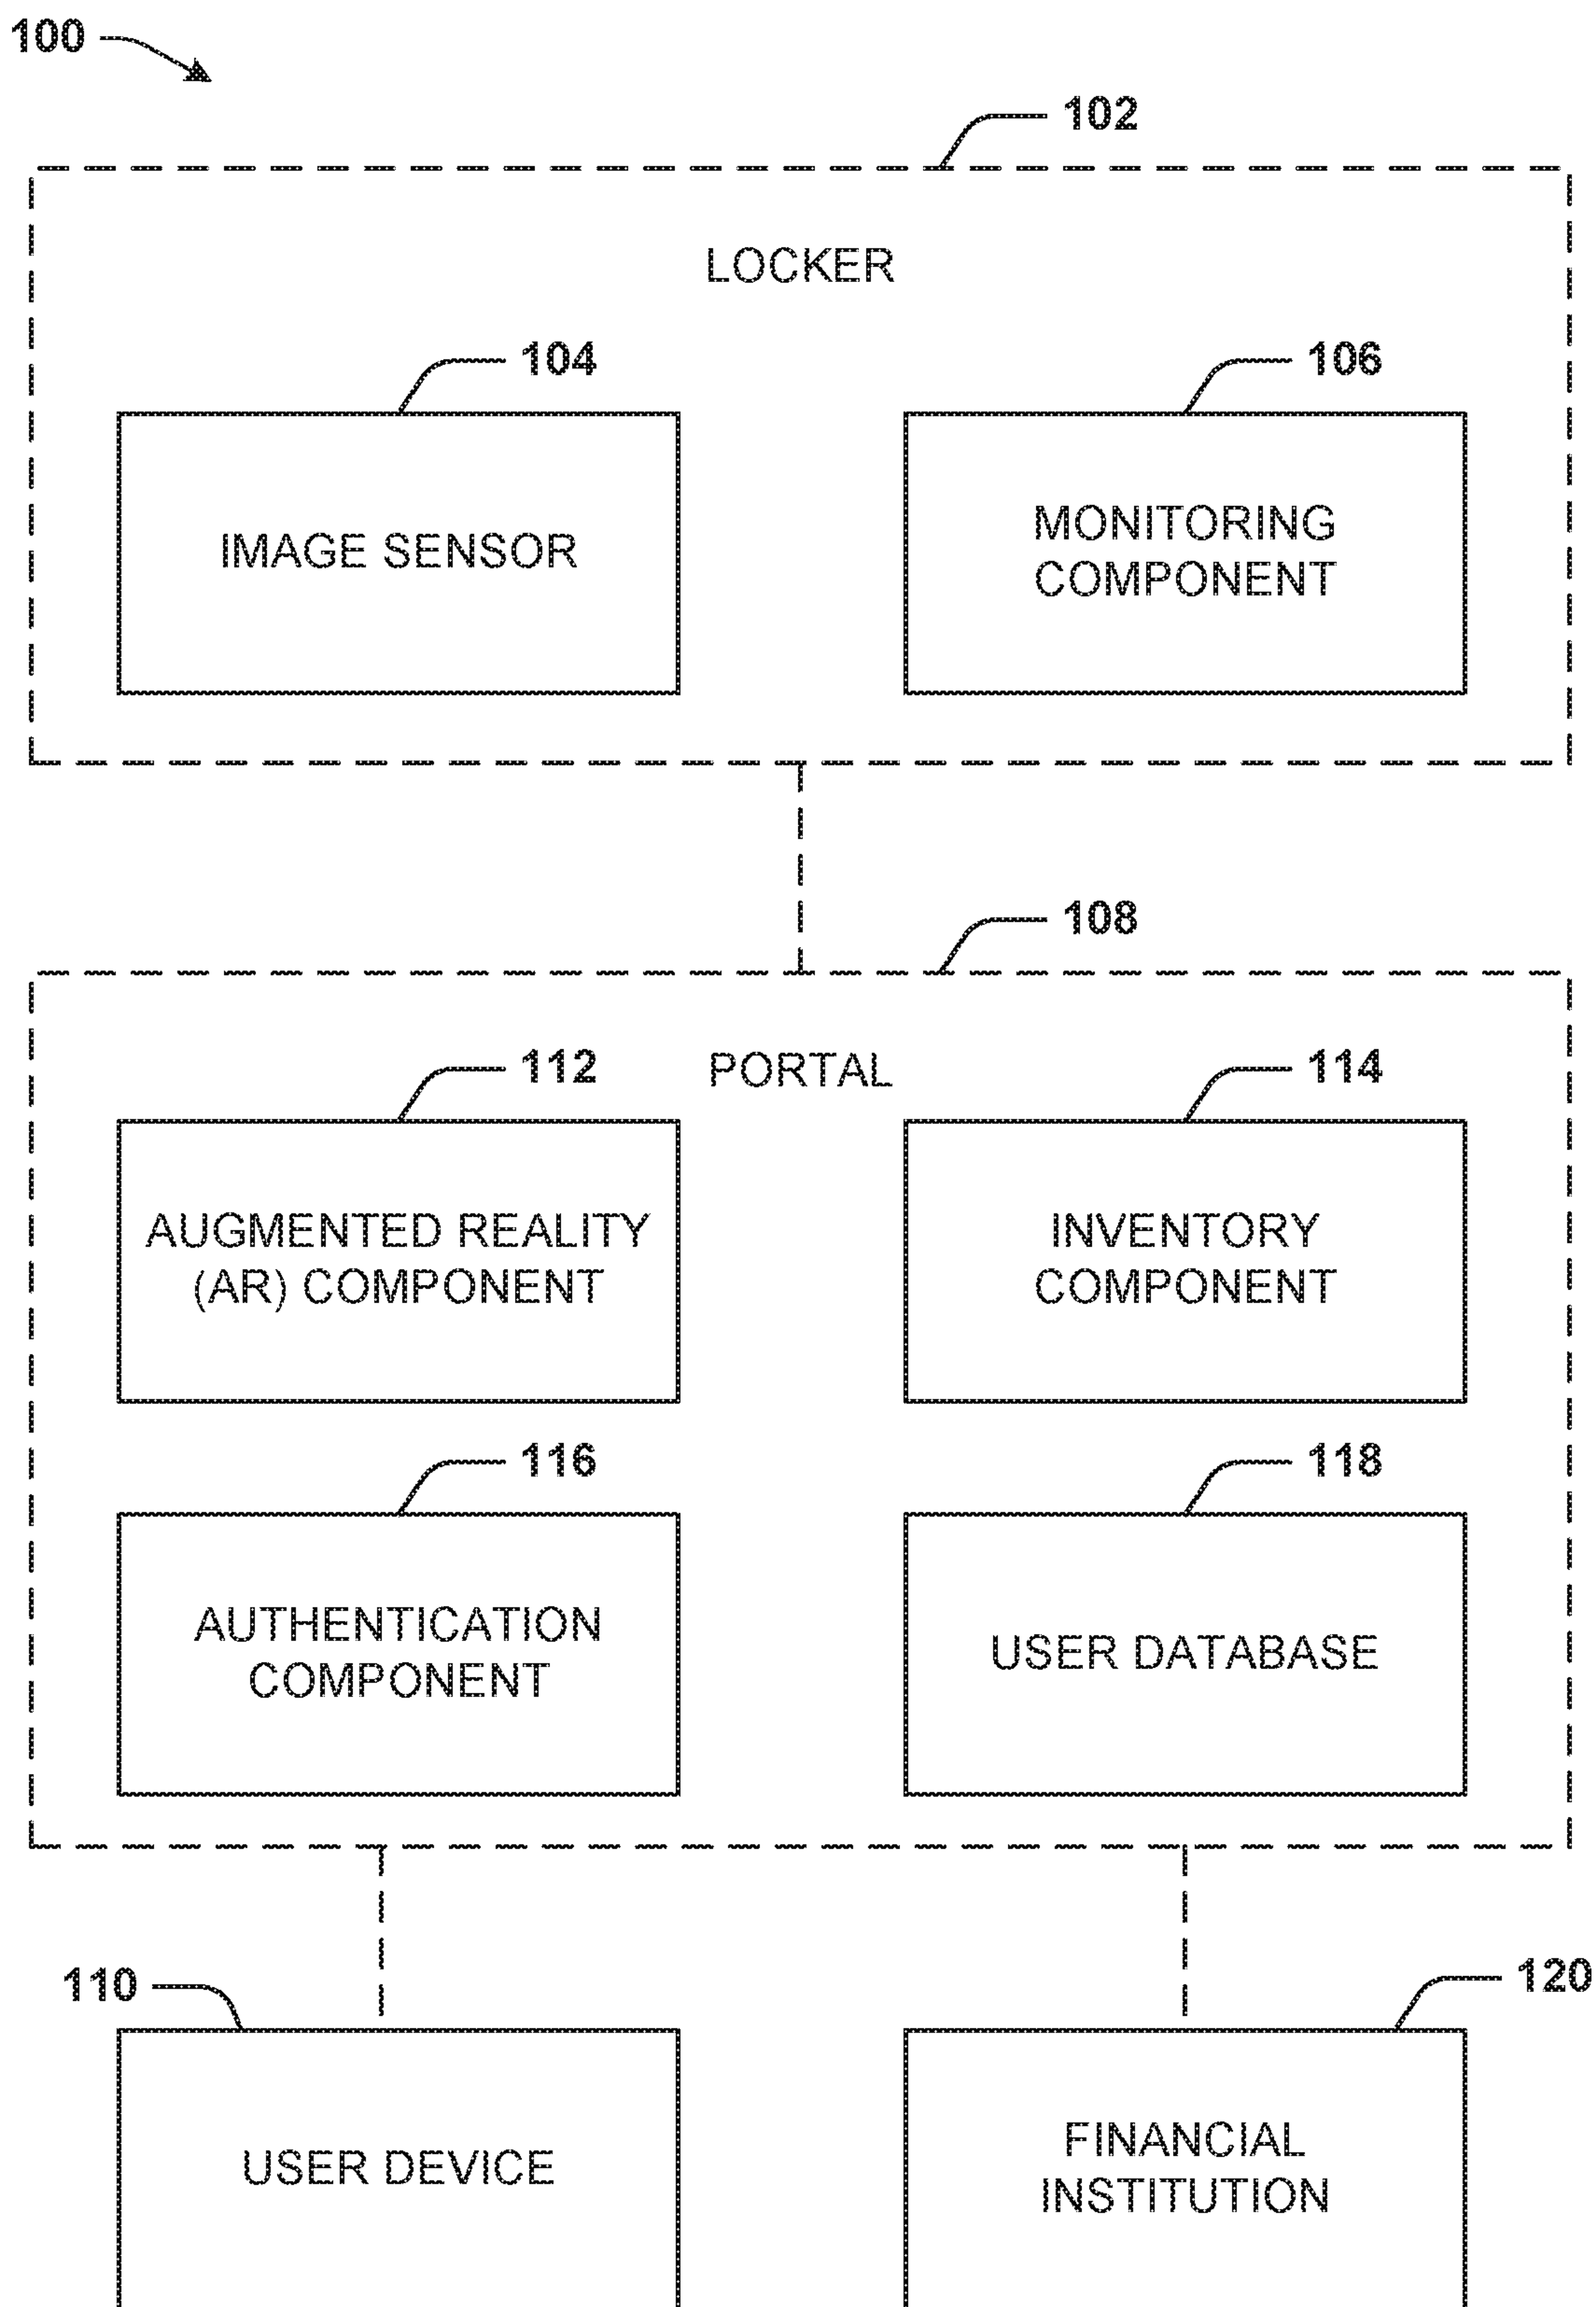 100
102
LOCKER
104
106
IMAGE SENSOR
MONITORING
COMPONENT
108
PORTAL
112
114
AUGMENTED REALITY
(AR) COMPONENT
INVENTORY
COMPONENT
116
118
AUTHENTICATION
COMPONENT
USER DATABASE
110
120
USER DEVICE
FINANCIAL
INSTITUTION